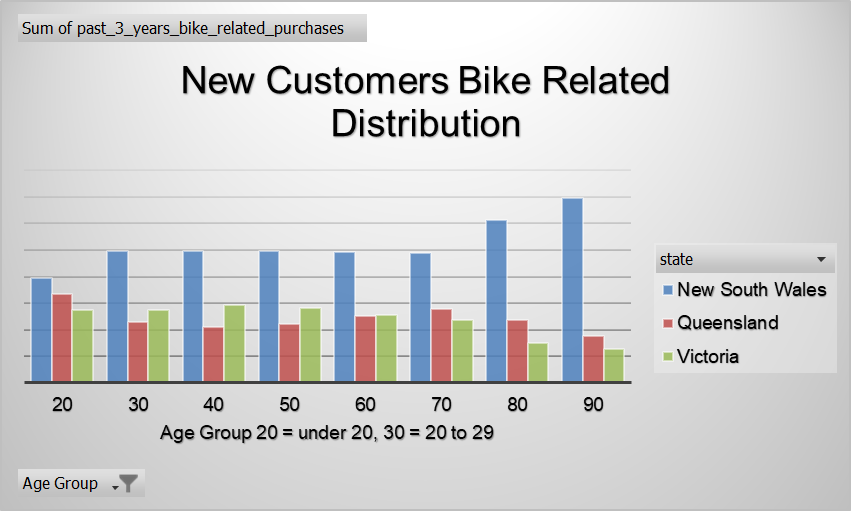 Sum of past_3_years_bike_related_purchases
New Customers Bike Related
Distribution
state
New South Wales
Queensland
Victoria
20 30 40 50 60 70 80 90
Age Group 20 = under 20, 30 = 20 to 29
Age Group